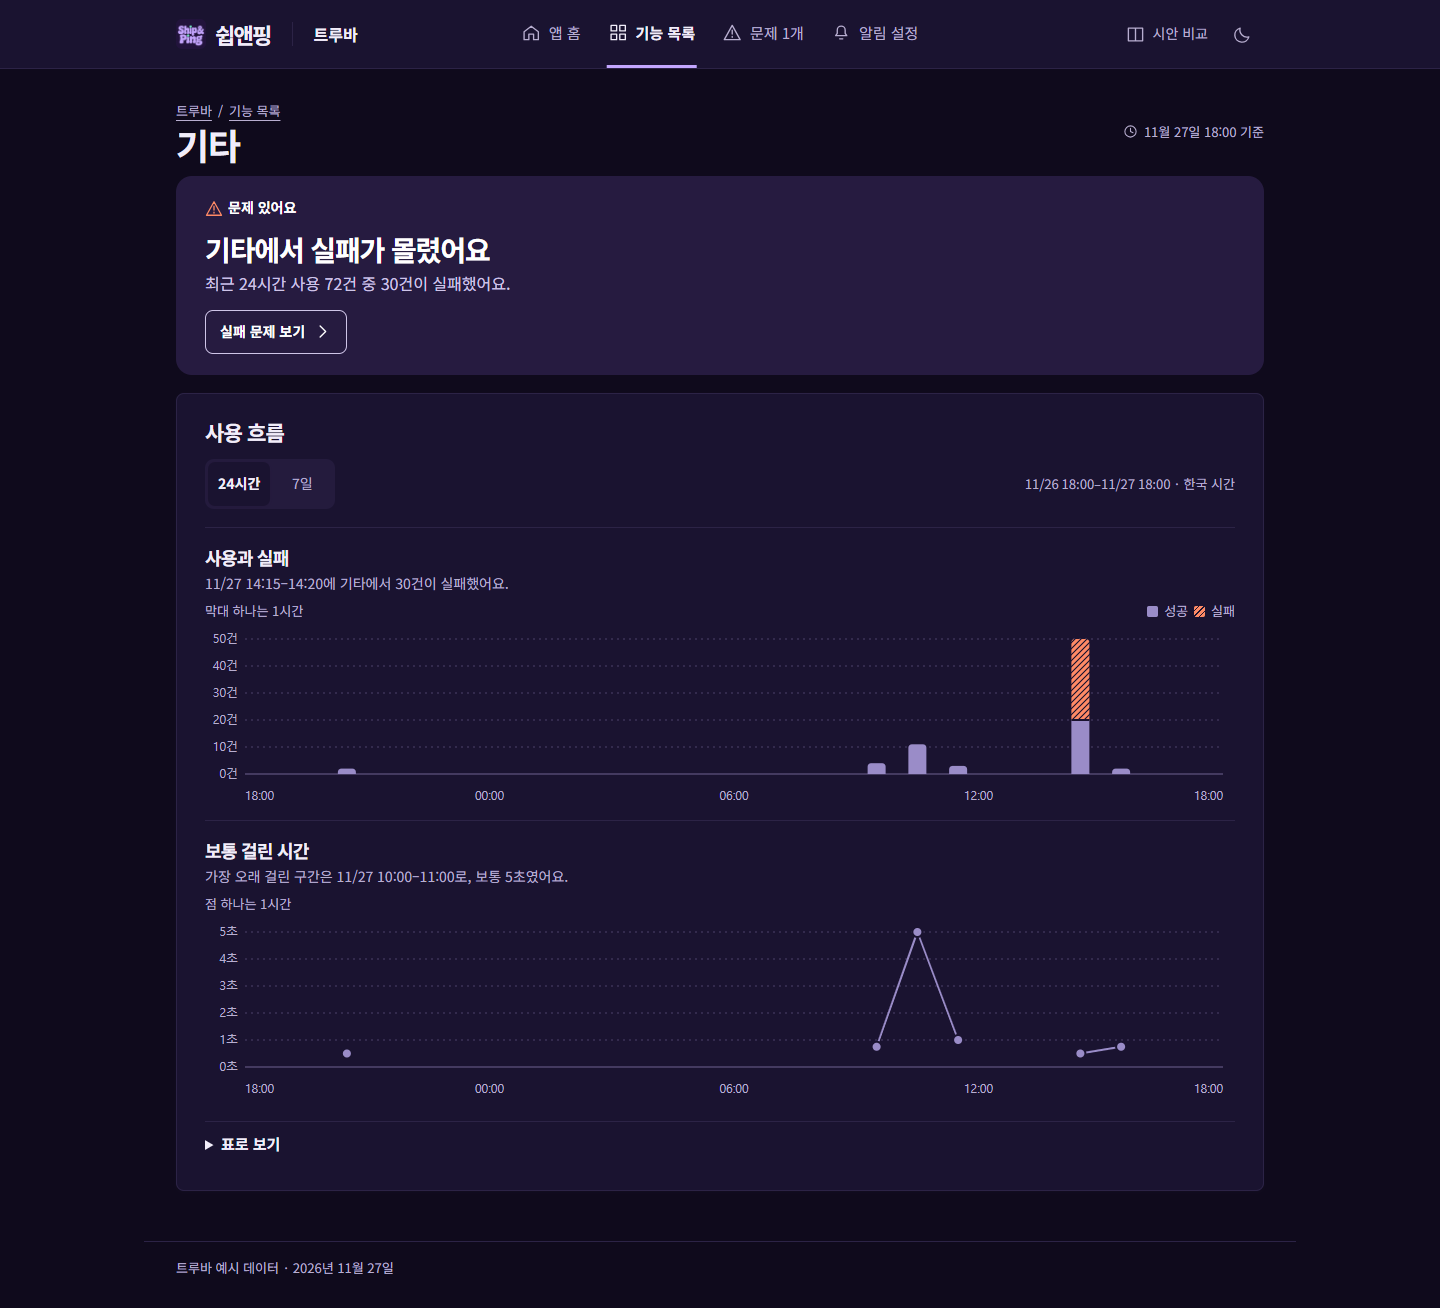 Ship& Ping 쉽앤핑 트루바 앱 홈 기능 목록 문제 1개 알림 설정 시안 비교
트루바 / 기능 목록
기타
11월 27일 18:00 기준
문제 있어요
기타에서 실패가 몰렸어요
최근 24시간 사용 72건 중 30건이 실패했어요.
실패 문제 보기
사용 흐름
24시간 7일
11/26 18:00–11/27 18:00 · 한국 시간
사용과 실패
11/27 14:15–14:20에 기타에서 30건이 실패했어요.
막대 하나는 1시간
성공 실패
50건
40건
30건
20건
10건
0건
18:00 00:00 06:00 12:00 18:00
보통 걸린 시간
가장 오래 걸린 구간은 11/27 10:00–11:00로, 보통 5초였어요.
점 하나는 1시간
5초
4초
3초
2초
1초
0초
18:00 00:00 06:00 12:00 18:00
표로 보기
트루바 예시 데이터 · 2026년 11월 27일